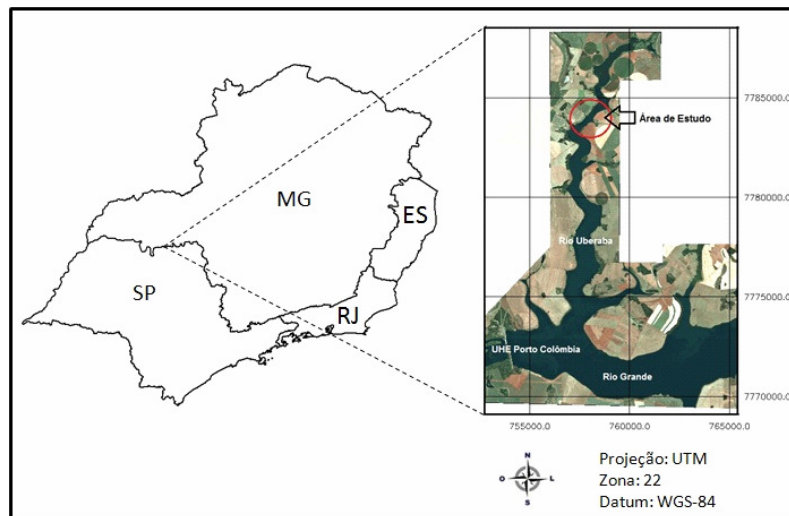 MG
ES
SP
RJ
7785000.0
Área de Estudo
7780000.0
Rio Uberaba
7775000.0
UHE Porto Colômbia
Rio Grande
7770000.0
755000.0 760000.0 765000.0
N
O L
S
Projeção: UTM
Zona: 22
Datum: WGS-84